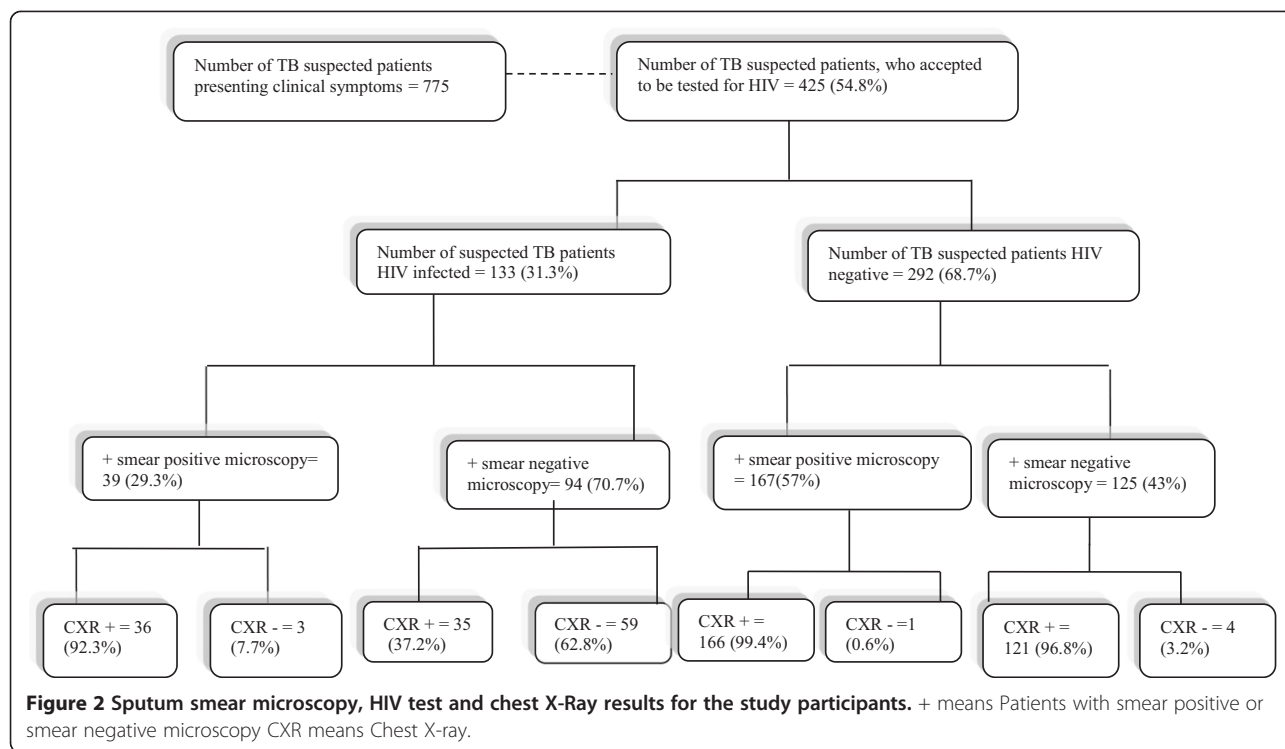 Number of TB suspected patients
presenting clinical symptoms = 775
Number of TB suspected patients, who accepted
to be tested for HIV = 425 (54.8%)
Number of suspected TB patients
HIV infected = 133 (31.3%)
Number of TB suspected patients HIV
negative = 292 (68.7%)
+ smear positive microscopy=
39 (29.3%)
+ smear negative
microscopy= 94 (70.7%)
+ smear positive microscopy
= 167(57%)
+ smear negative
microscopy = 125 (43%)
CXR + = 36
(92.3%)
CXR - = 3
(7.7%)
CXR + = 35
(37.2%)
CXR - = 59
(62.8%)
CXR + =
166 (99.4%)
CXR - =1
(0.6%)
CXR + =
121 (96.8%)
CXR - = 4
(3.2%)
Figure 2 Sputum smear microscopy, HIV test and chest X-Ray results for the study participants. + means Patients with smear positive or
smear negative microscopy CXR means Chest X-ray.